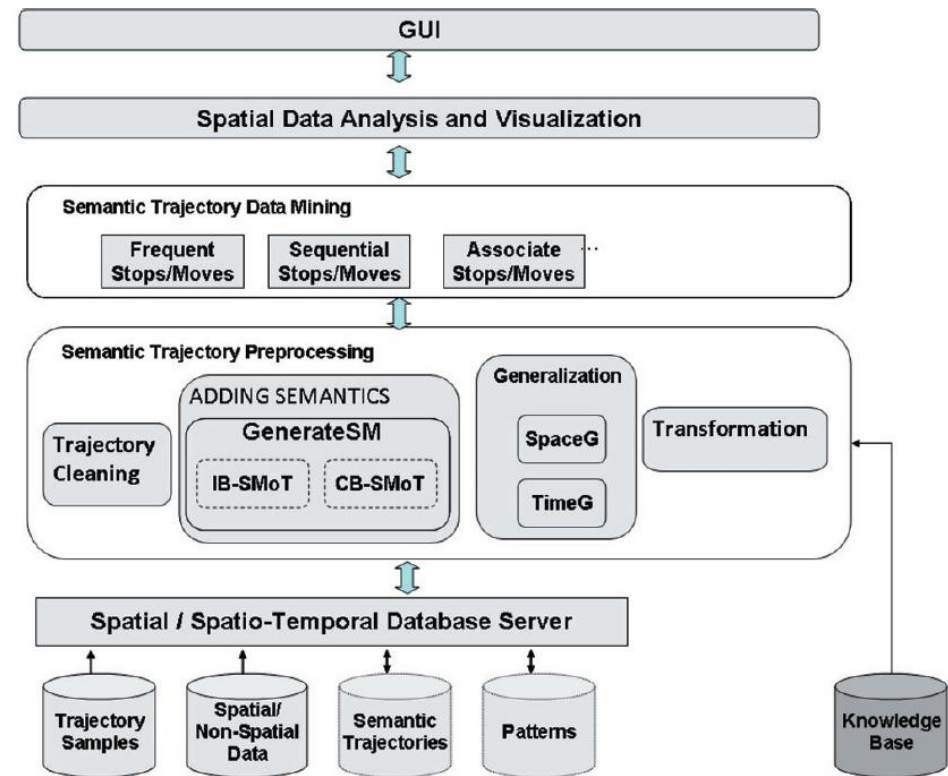 GUI
Spatial Data Analysis and Visualization
Semantic Trajectory Data Mining
Frequent
Stops/Moves
Sequential
Stops/Moves
Associate
Stops/Moves
...
Semantic Trajectory Preprocessing
Trajectory
Cleaning
ADDING SEMANTICS
GenerateSM
IB-SMoT
CB-SMoT
Generalization
SpaceG
TimeG
Transformation
Spatial / Spatio-Temporal Database Server
Trajectory
Samples
Spatial/
Non-Spatial
Data
Semantic
Trajectories
Patterns
Knowledge
Base